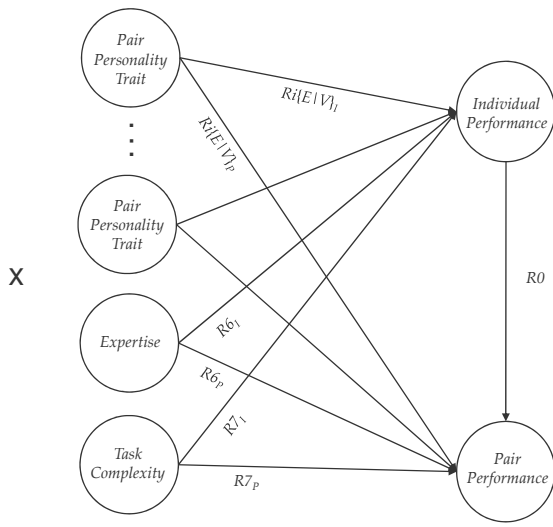 Pair
Personality
Trait
Ri{E|V}I
Individual
Performance
Ri{E|V}P
Pair
Personality
Trait
X
R0
Expertise
R6I
R6P
R7I
Task
Complexity
R7P
Pair
Performance